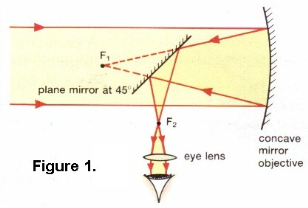 F1
plane mirror at 45°
F2
eye lens
concave
mirror
objective
Figure 1.